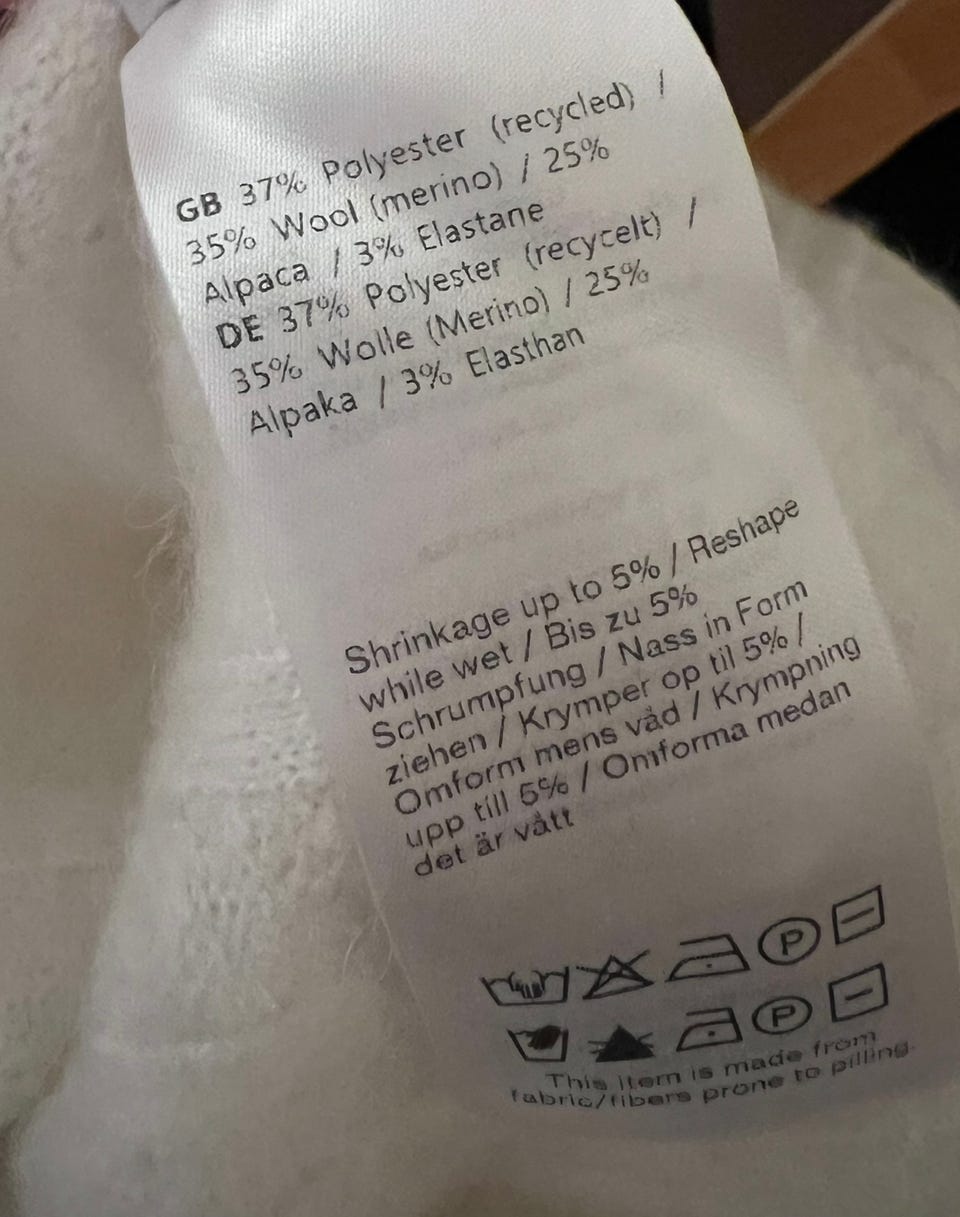 GB 37% Polyester (recycled) /
35% Wool (merino) / 25%
Alpaca / 3% Elastane
DE 37% Polyester (recycelt) /
35% Wolle (Merino) / 25%
Alpaka / 3% Elasthan
Shrinkage up to 5% / Reshape
while wet / Bis zu 5%
Schrumpfung / Nass in Form
ziehen / Krymper op til 5% /
Omform mens våd / Krympning
upp till 5% / Omforma medan
det är vått
P
P
This item is made from
fabric/fibers prone to pilling.